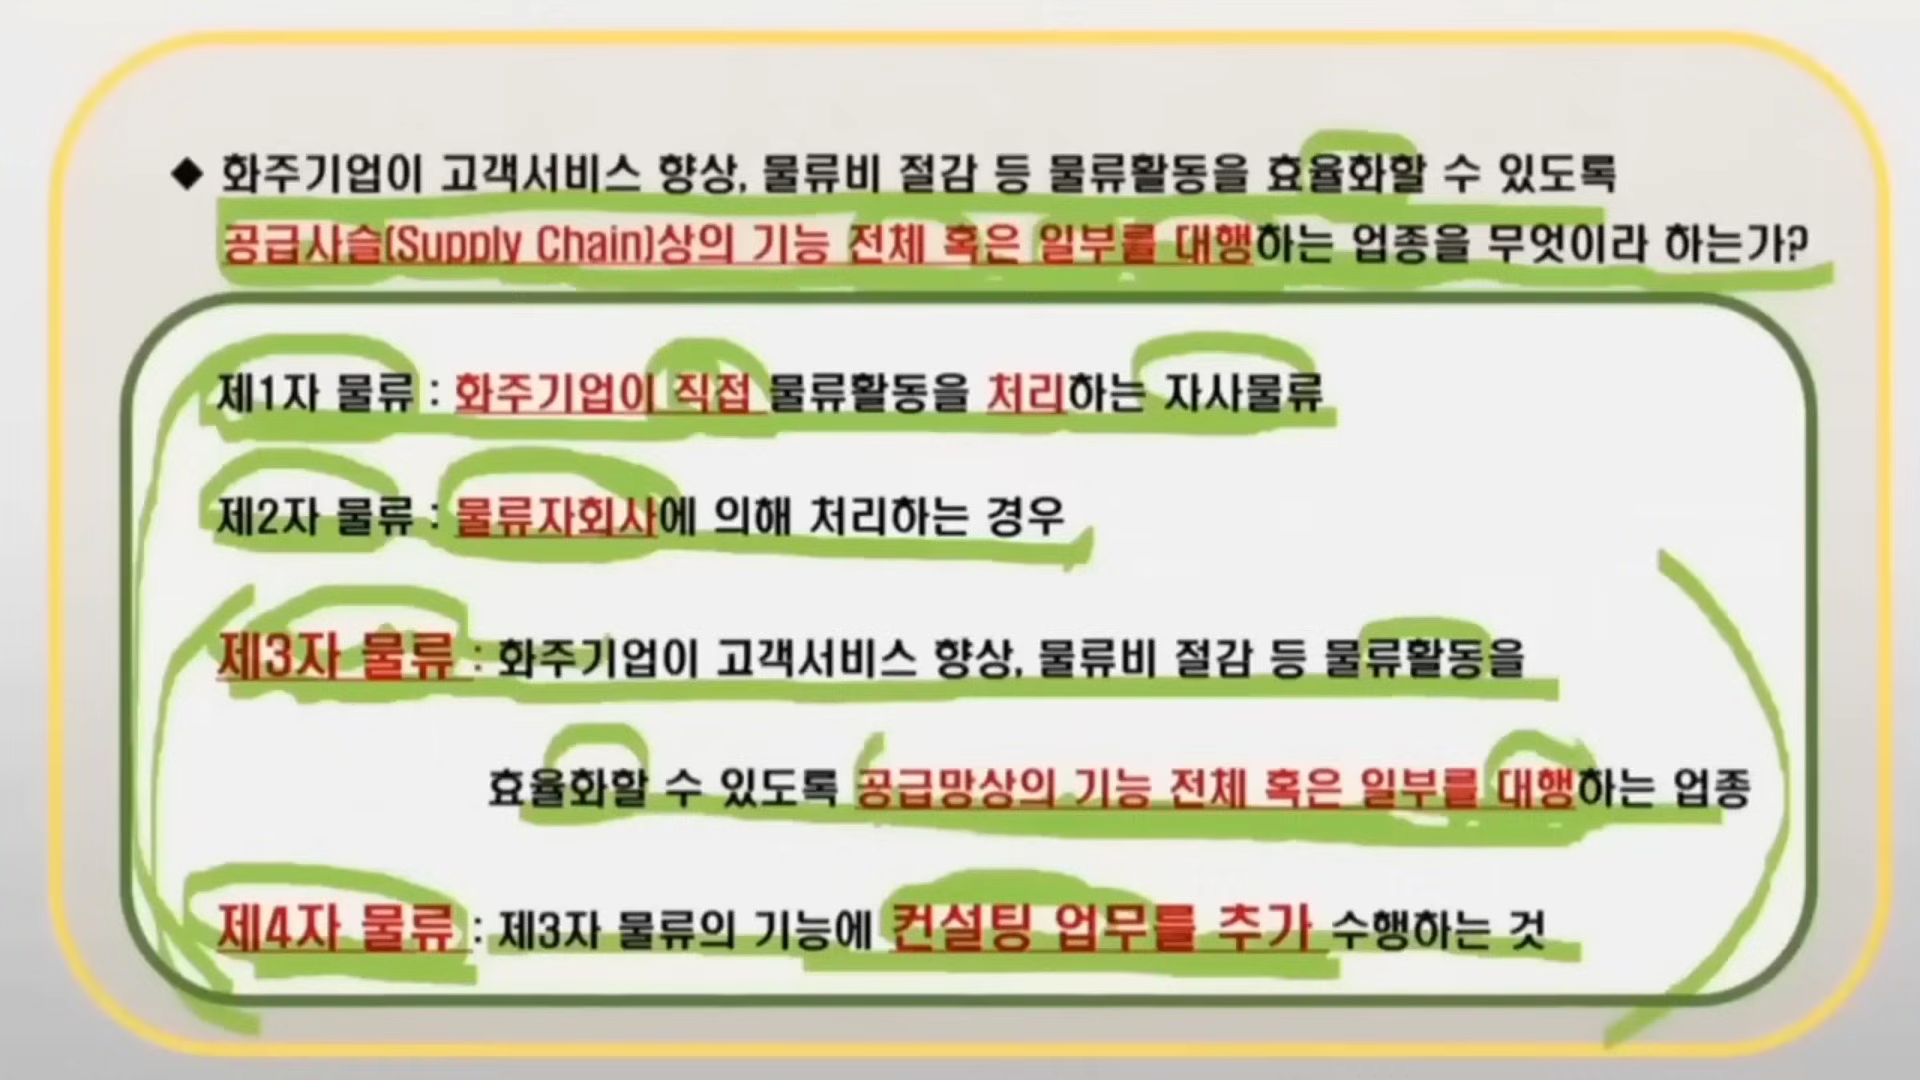 ◆ 화주기업이 고객서비스 향상, 물류비 절감 등 물류활동을 효율화할 수 있도록
공급사슬(Supply Chain)상의 기능 전체 혹은 일부를 대행하는 업종을 무엇이라 하는가?
제1자 물류 : 화주기업이 직접 물류활동을 처리하는 자사물류
제2자 물류 : 물류자회사에 의해 처리하는 경우
제3자 물류 : 화주기업이 고객서비스 향상, 물류비 절감 등 물류활동을
효율화할 수 있도록 공급망상의 기능 전체 혹은 일부를 대행하는 업종
제4자 물류 : 제3자 물류의 기능에 컨설팅 업무를 추가 수행하는 것